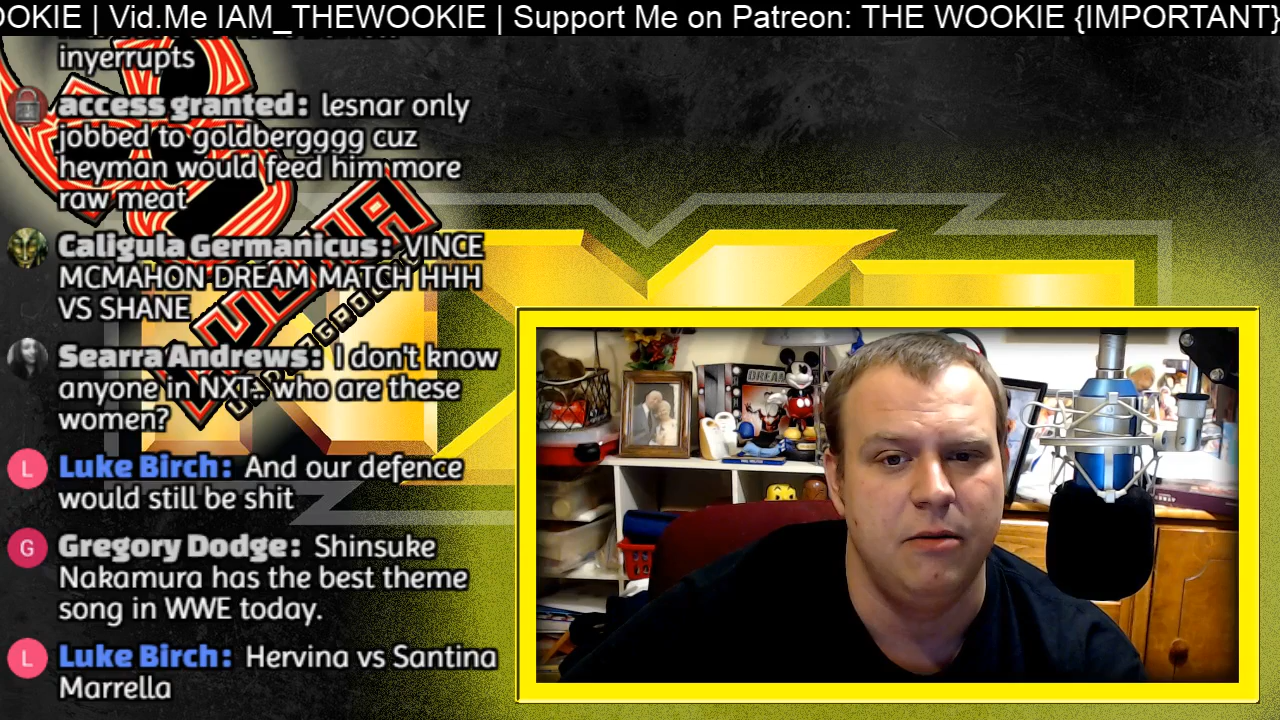 OOKIE | Vid.Me IAM_THEWOOKIE | Support Me on Patreon: THE WOOKIE {IMPORTANT}
inyerrupts
access granted: lesnar only
jobbed to goldbergggg cuz
heyman would feed him more
raw meat
Caligula Germanicus: VINCE
MCMAHON DREAM MATCH HHH
VS SHANE
Searra Andrews: I don't know
anyone in NXT.. who are these
women?
L Luke Birch: And our defence
would still be shit
G Gregory Dodge: Shinsuke
Nakamura has the best theme
song in WWE today.
L Luke Birch: Hervina vs Santina
Marrella
NXT
DREAM